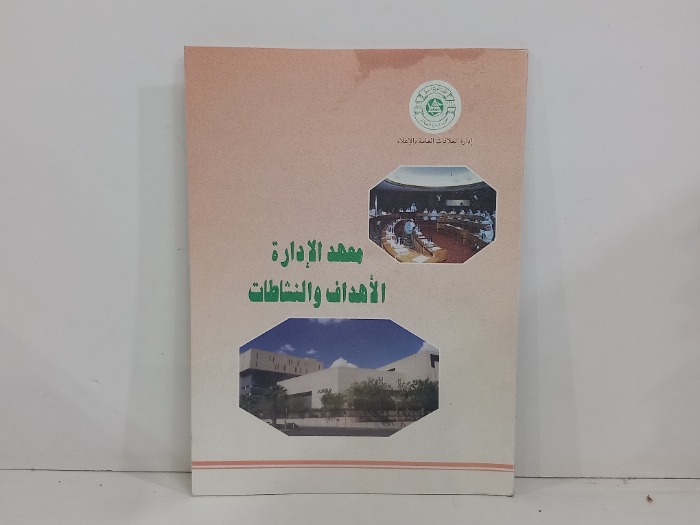 إدارة العلاقات العامة والإعلام
معهد الإدارة
الأهداف والنشاطات